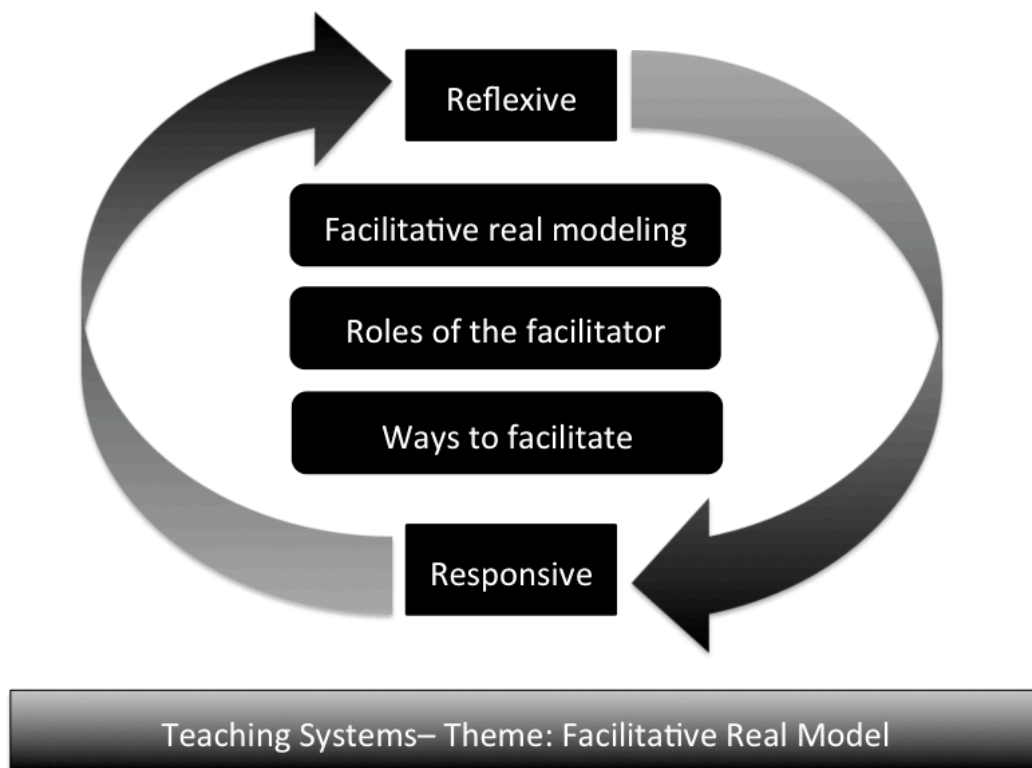 Reflexive
Facilitative real modeling
Roles of the facilitator
Ways to facilitate
Responsive
Teaching Systems– Theme: Facilitative Real Model